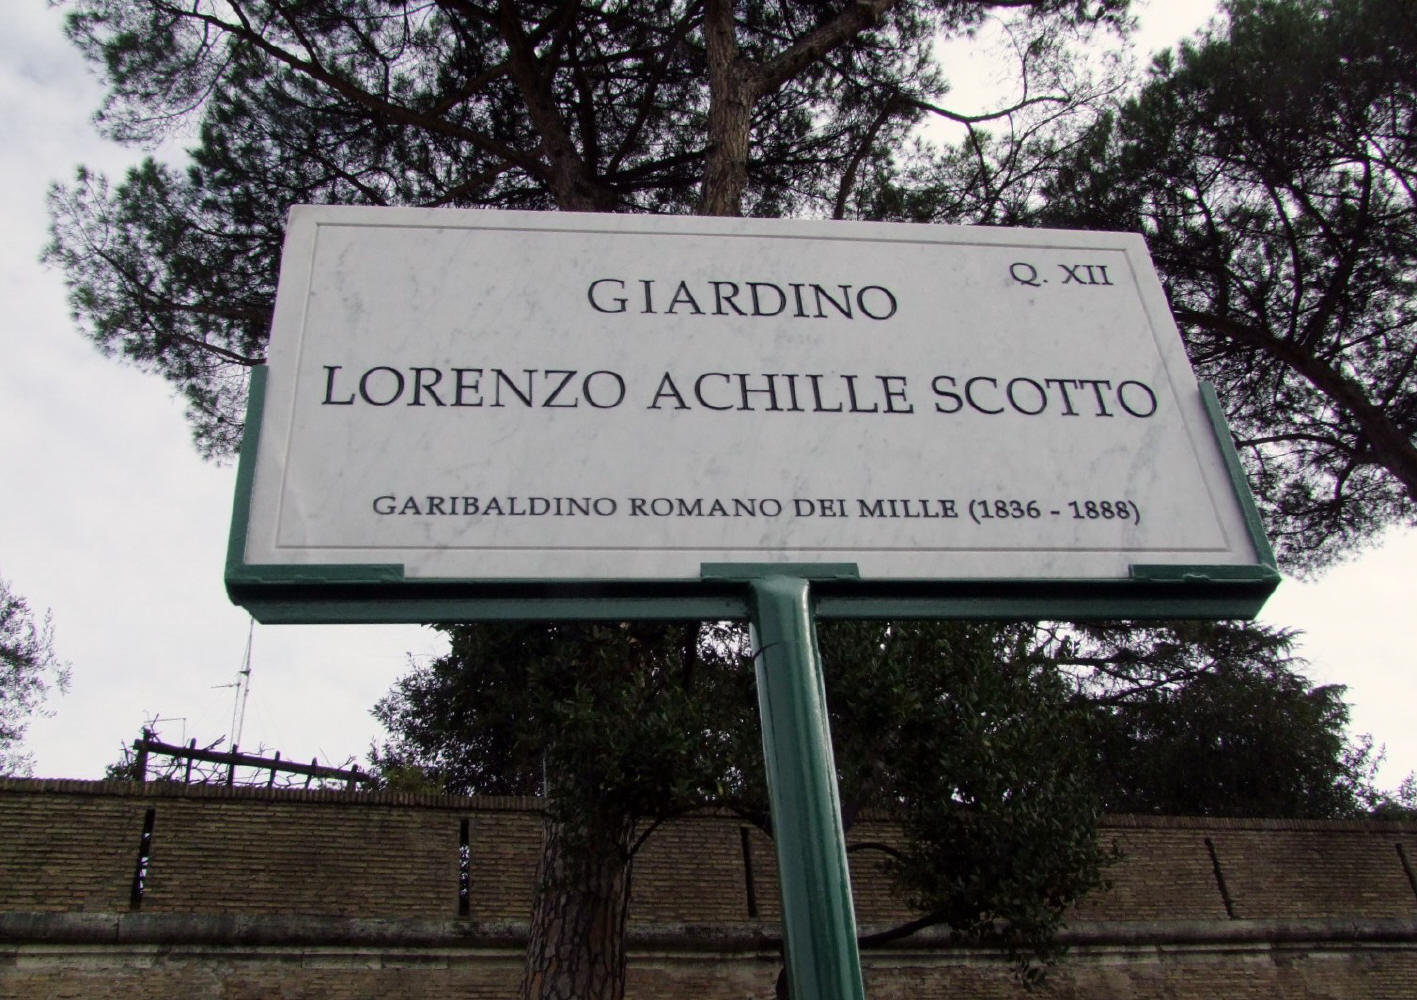 GIARDINO
Q. XII
LORENZO ACHILLE SCOTTO
GARIBALDINO ROMANO DEI MILLE (1836 - 1888)